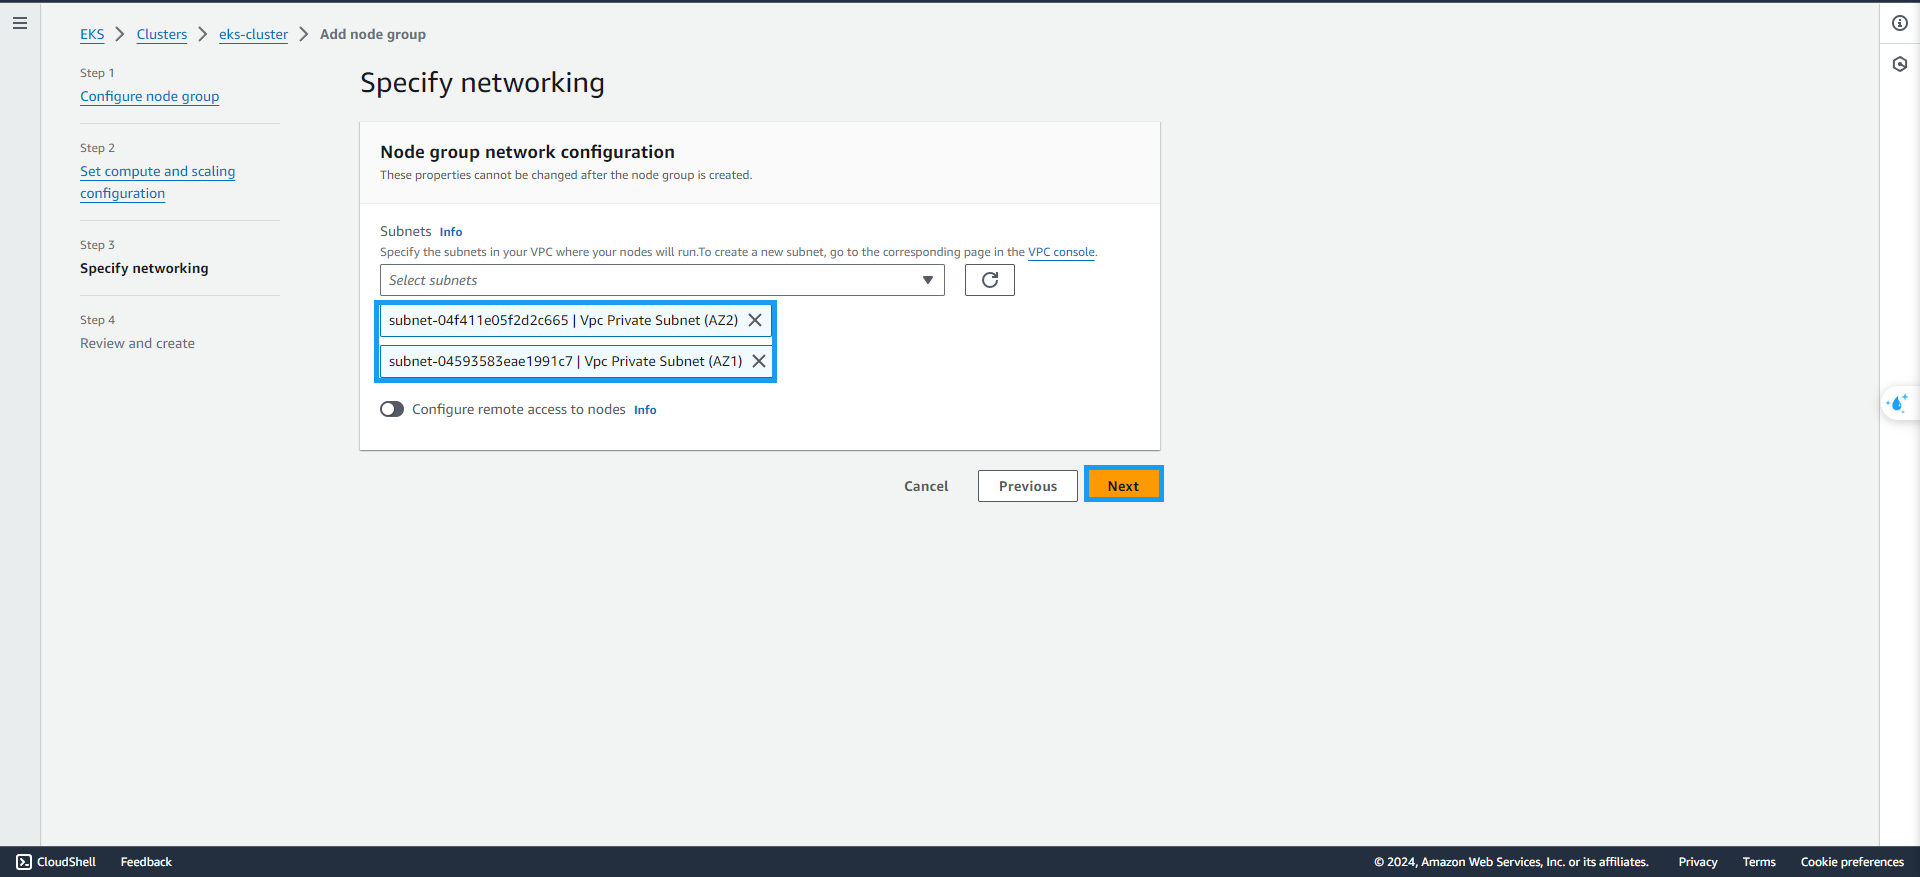 EKS > Clusters > eks-cluster > Add node group
Step 1
Configure node group
Step 2
Set compute and scaling
configuration
Step 3
Specify networking
Step 4
Review and create
Specify networking
Node group network configuration
These properties cannot be changed after the node group is created.
Subnets Info
Specify the subnets in your VPC where your nodes will run.To create a new subnet, go to the corresponding page in the VPC console.
Select subnets
subnet-04f411e05f2d2c665 | Vpc Private Subnet (AZ2)
subnet-04593583eae1991c7 | Vpc Private Subnet (AZ1)
Configure remote access to nodes Info
Cancel Previous Next
CloudShell Feedback © 2024, Amazon Web Services, Inc. or its affiliates. Privacy Terms Cookie preferences